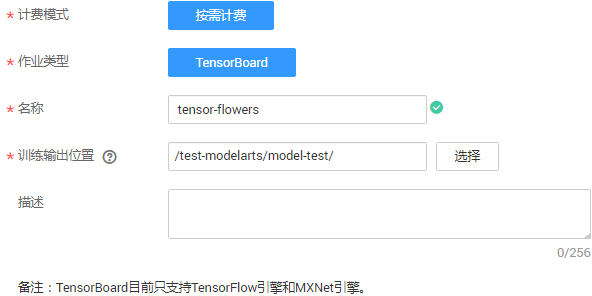 * 计费模式 按需计费
* 作业类型 TensorBoard
* 名称 tensor-flowers
* 训练输出位置 ? /test-modelarts/model-test/ 选择
描述
0/256
备注：TensorBoard目前只支持TensorFlow引擎和MXNet引擎。